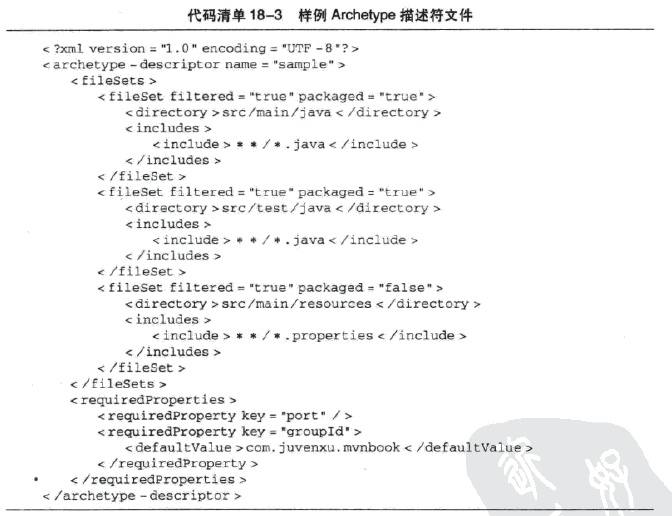 代码清单 18-3 样例 Archetype 描述符文件
<?xml version = "1.0" encoding = "UTF-8"?>
<archetype-descriptor name = "sample">
<fileSets>
<fileSet filtered = "true" packaged = "true">
<directory>src/main/java</directory>
<includes>
<include>**/*.java</include>
</includes>
</fileSet>
<fileSet filtered = "true" packaged = "true">
<directory>src/test/java</directory>
<includes>
<include>**/*.java</include>
</includes>
</fileSet>
<fileSet filtered = "true" packaged = "false">
<directory>src/main/resources</directory>
<includes>
<include>**/*.properties</include>
</includes>
</fileSet>
</fileSets>
<requiredProperties>
<requiredProperty key = "port" />
<requiredProperty key = "groupId">
<defaultValue>com.juvenxu.mvnbook</defaultValue>
</requiredProperty>
</requiredProperties>
</archetype-descriptor>